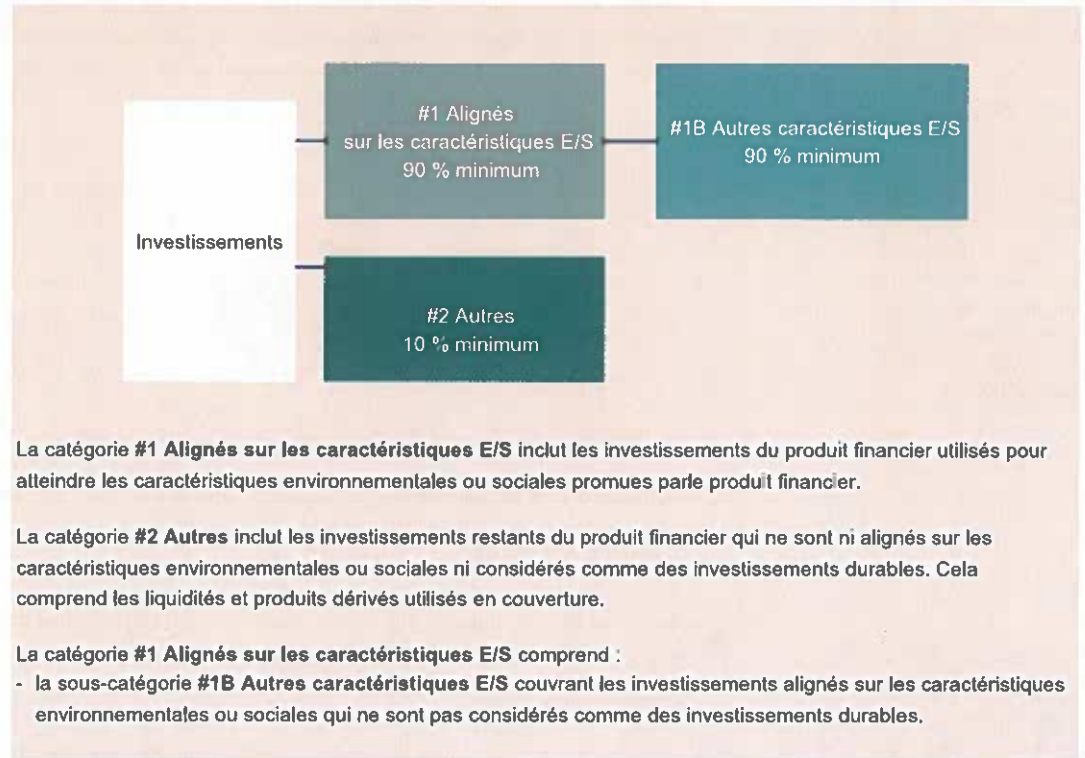 #1 Alignés
sur les caractéristiques E/S
90 % minimum
#1B Autres caractéristiques E/S
90 % minimum
Investissements
#2 Autres
10 % minimum
La catégorie #1 Alignés sur les caractéristiques E/S inclut les investissements du produit financier utilisés pour
atteindre les caractéristiques environnementales ou sociales promues parle produit financier.
La catégorie #2 Autres inclut les investissements restants du produit financier qui ne sont ni alignés sur les
caractéristiques environnementales ou sociales ni considérés comme des investissements durables. Cela
comprend les liquidités et produits dérivés utilisés en couverture.
La catégorie #1 Alignés sur les caractéristiques E/S comprend :
- la sous-catégorie #1B Autres caractéristiques E/S couvrant les investissements alignés sur les caractéristiques
environnementales ou sociales qui ne sont pas considérés comme des investissements durables.